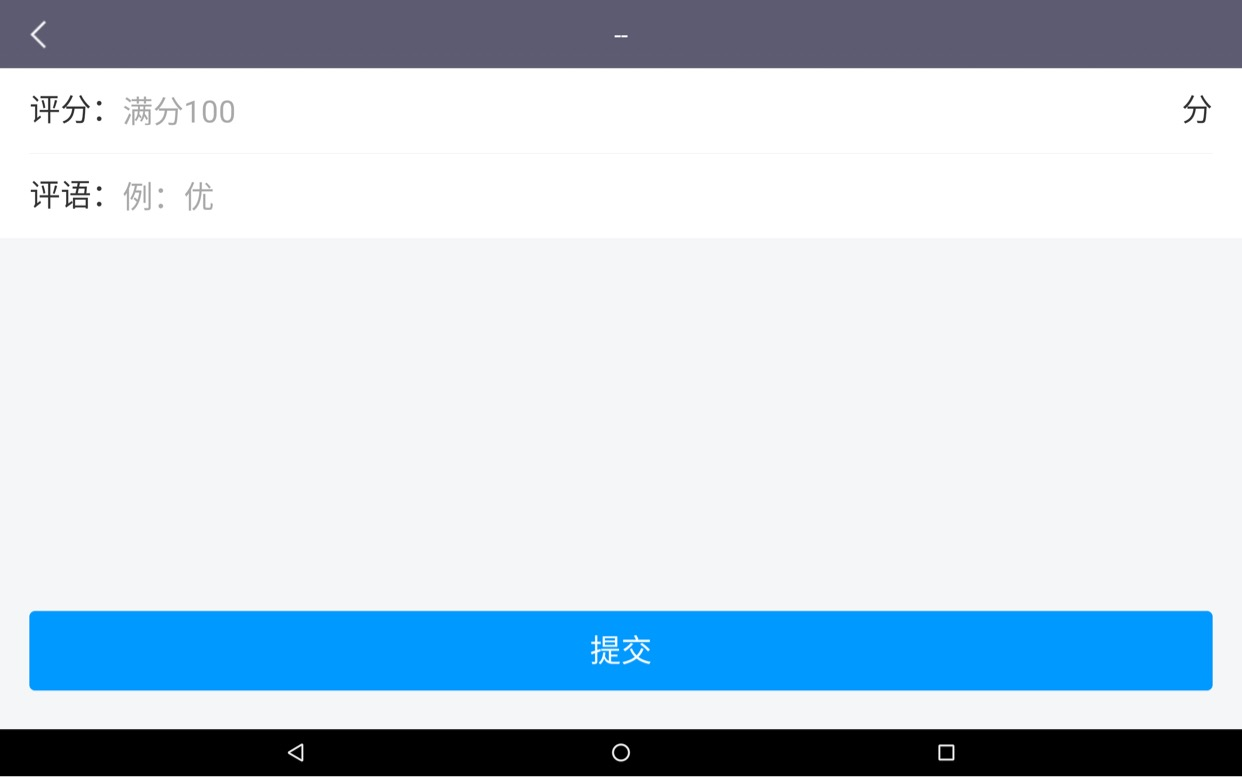 --
评分：满分100 分
评语：例：优
提交